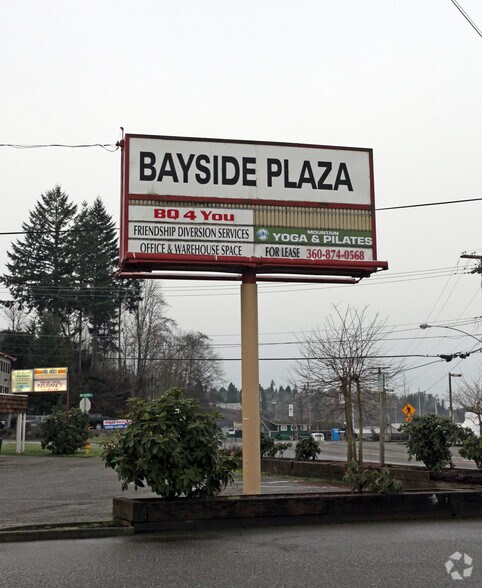 BAYSIDE PLAZA
BQ 4 You
FRIENDSHIP DIVERSION SERVICES
OFFICE & WAREHOUSE SPACE
MOUNTAIN
YOGA & PILATES
FOR LEASE 360-874-0568